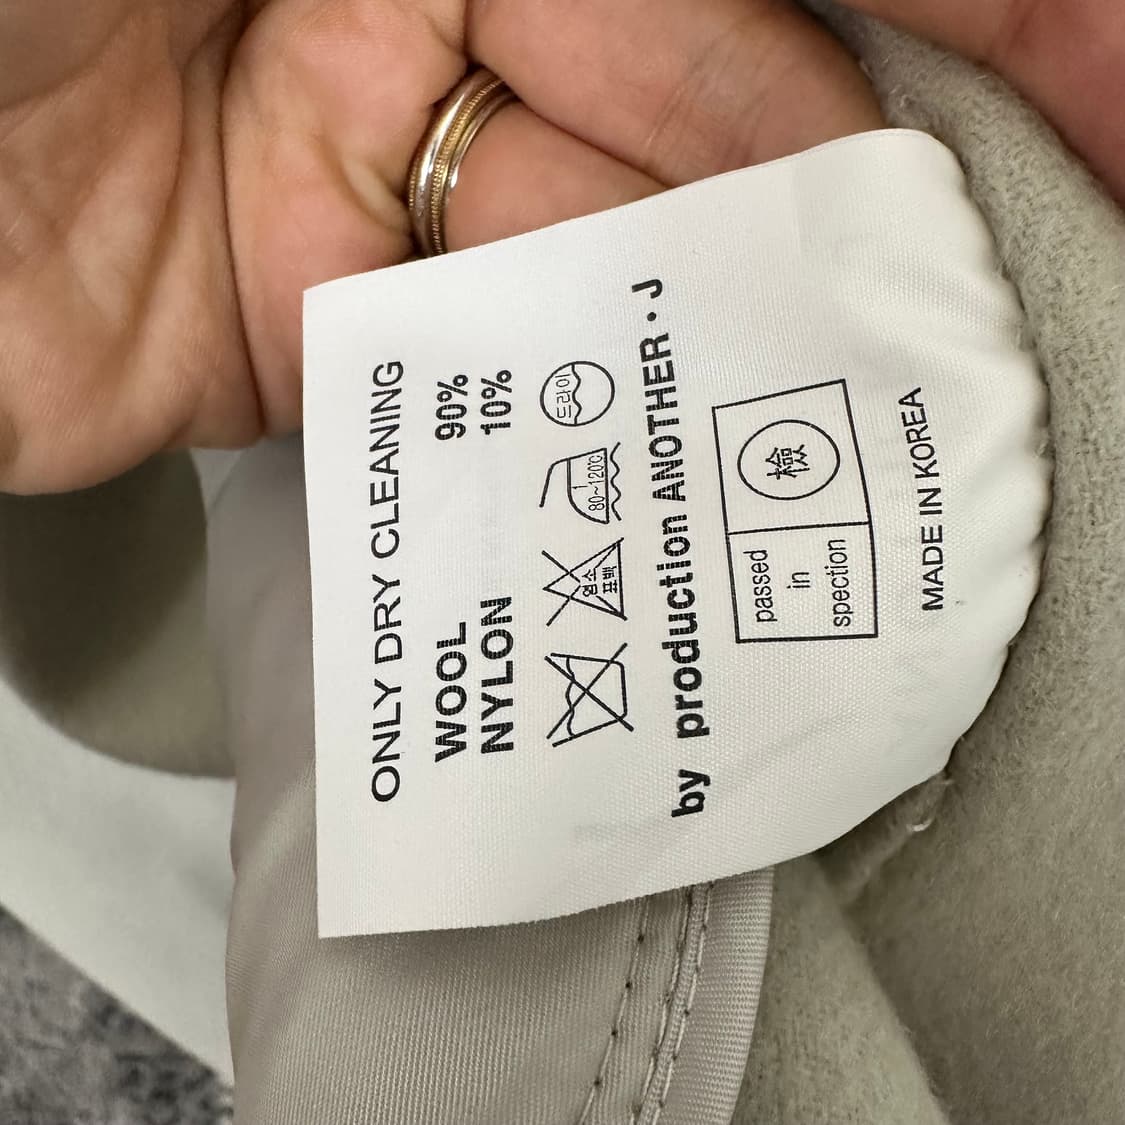 ONLY DRY CLEANING
WOOL 90%
NYLON 10%
염소
표백
80~120℃
드라이
by production ANOTHER・J
passed
in
spection
檢
MADE IN KOREA